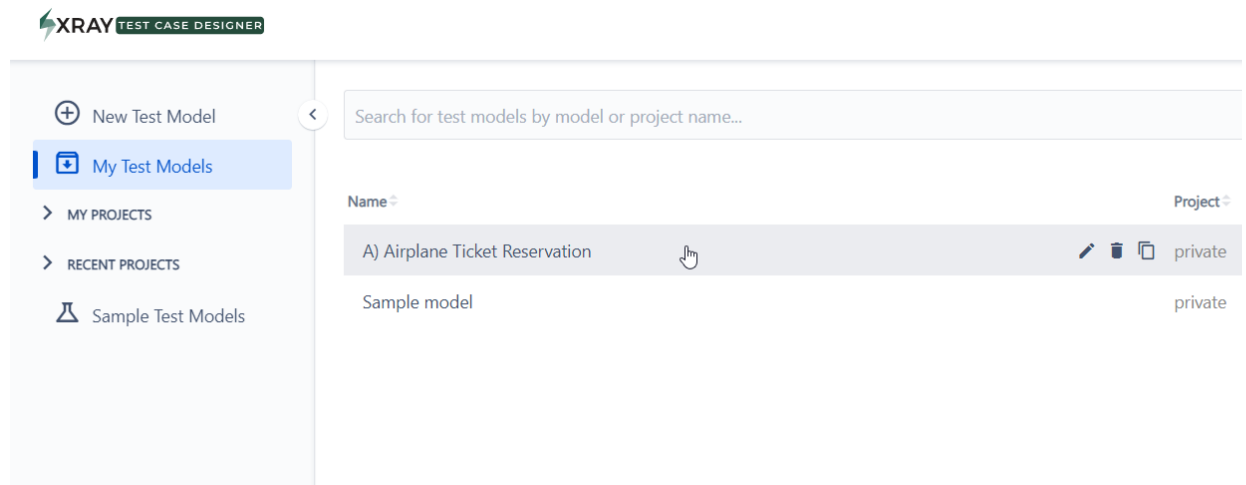 XRAY TEST CASE DESIGNER
New Test Model
My Test Models
MY PROJECTS
RECENT PROJECTS
Sample Test Models
Search for test models by model or project name...
Name Project
A) Airplane Ticket Reservation private
Sample model private